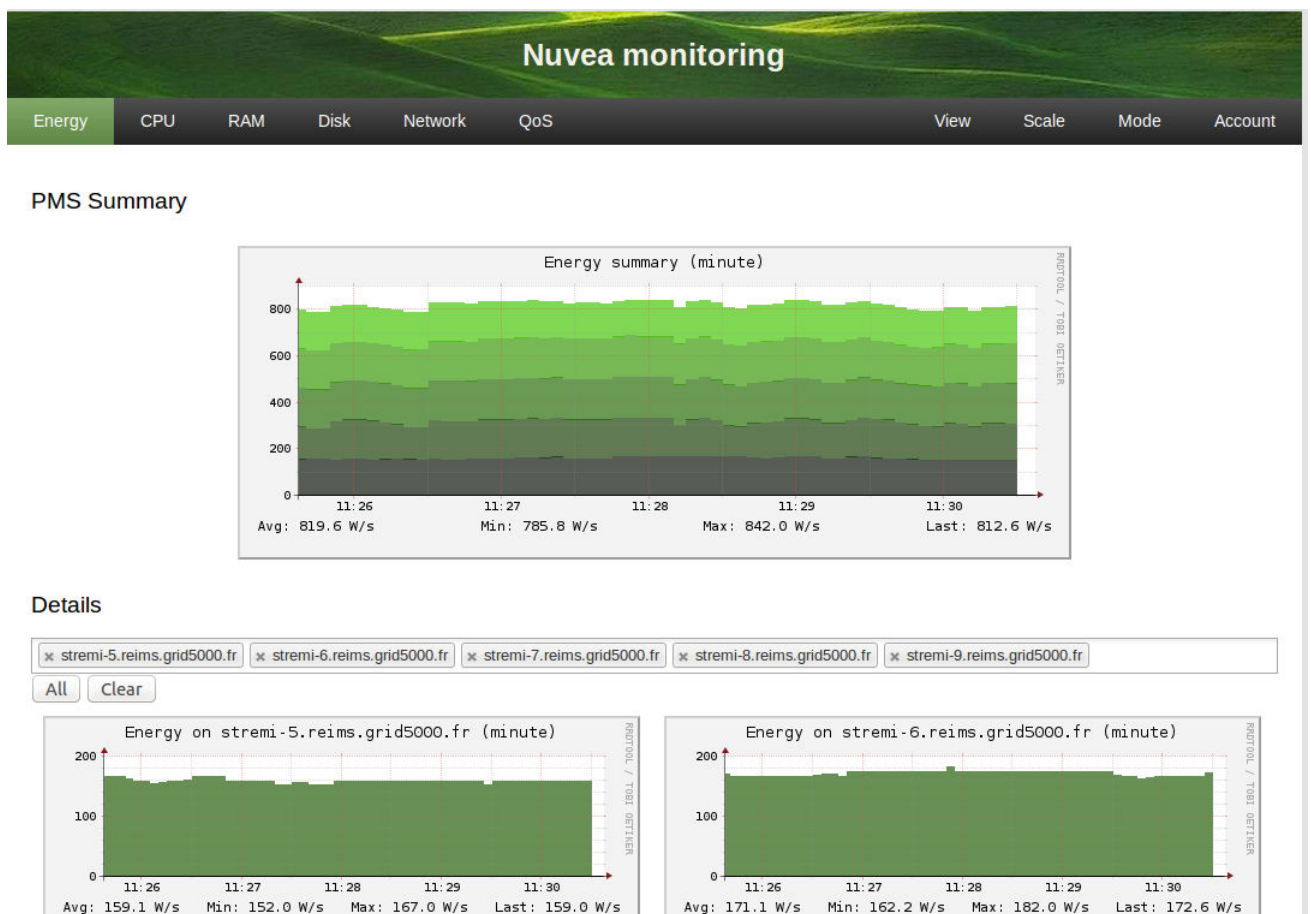 Nuvea monitoring
Energy CPU RAM Disk Network QoS View Scale Mode Account
PMS Summary
Energy summary (minute)
RRDTOOL / TOBI OETIKER
800
600
400
200
0
11:26 11:27 11:28 11:29 11:30
Avg: 819.6 W/s Min: 785.8 W/s Max: 842.0 W/s Last: 812.6 W/s
Details
× stremi-5.reims.grid5000.fr × stremi-6.reims.grid5000.fr × stremi-7.reims.grid5000.fr × stremi-8.reims.grid5000.fr × stremi-9.reims.grid5000.fr
All Clear
Energy on stremi-5.reims.grid5000.fr (minute)
RRDTOOL / TOBI OETIKER
200
100
0
11:26 11:27 11:28 11:29 11:30
Avg: 159.1 W/s Min: 152.0 W/s Max: 167.0 W/s Last: 159.0 W/s
Energy on stremi-6.reims.grid5000.fr (minute)
RRDTOOL / TOBI OETIKER
200
100
0
11:26 11:27 11:28 11:29 11:30
Avg: 171.1 W/s Min: 162.2 W/s Max: 182.0 W/s Last: 172.6 W/s